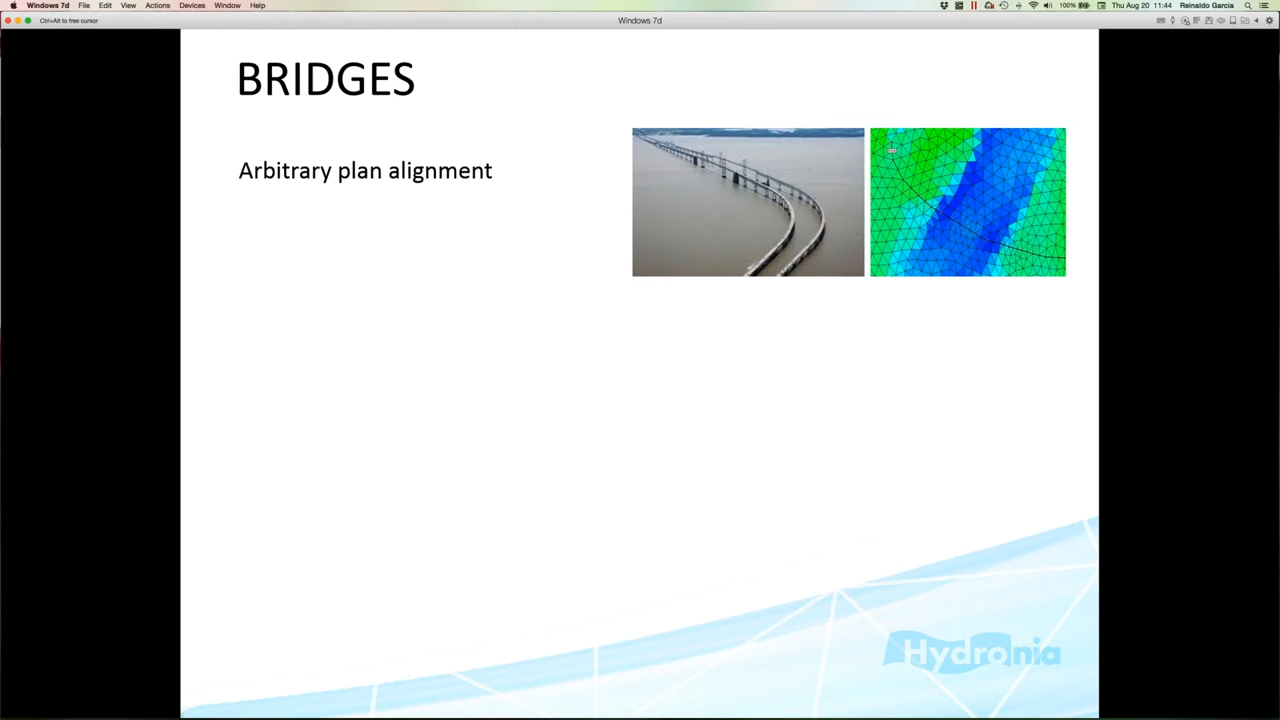 Windows 7d File Edit View Actions Devices Window Help
100% Thu Aug 20 11:44 Reinaldo Garcia
Ctrl+Alt to free cursor
Windows 7d
BRIDGES
Arbitrary plan alignment
Hydronia